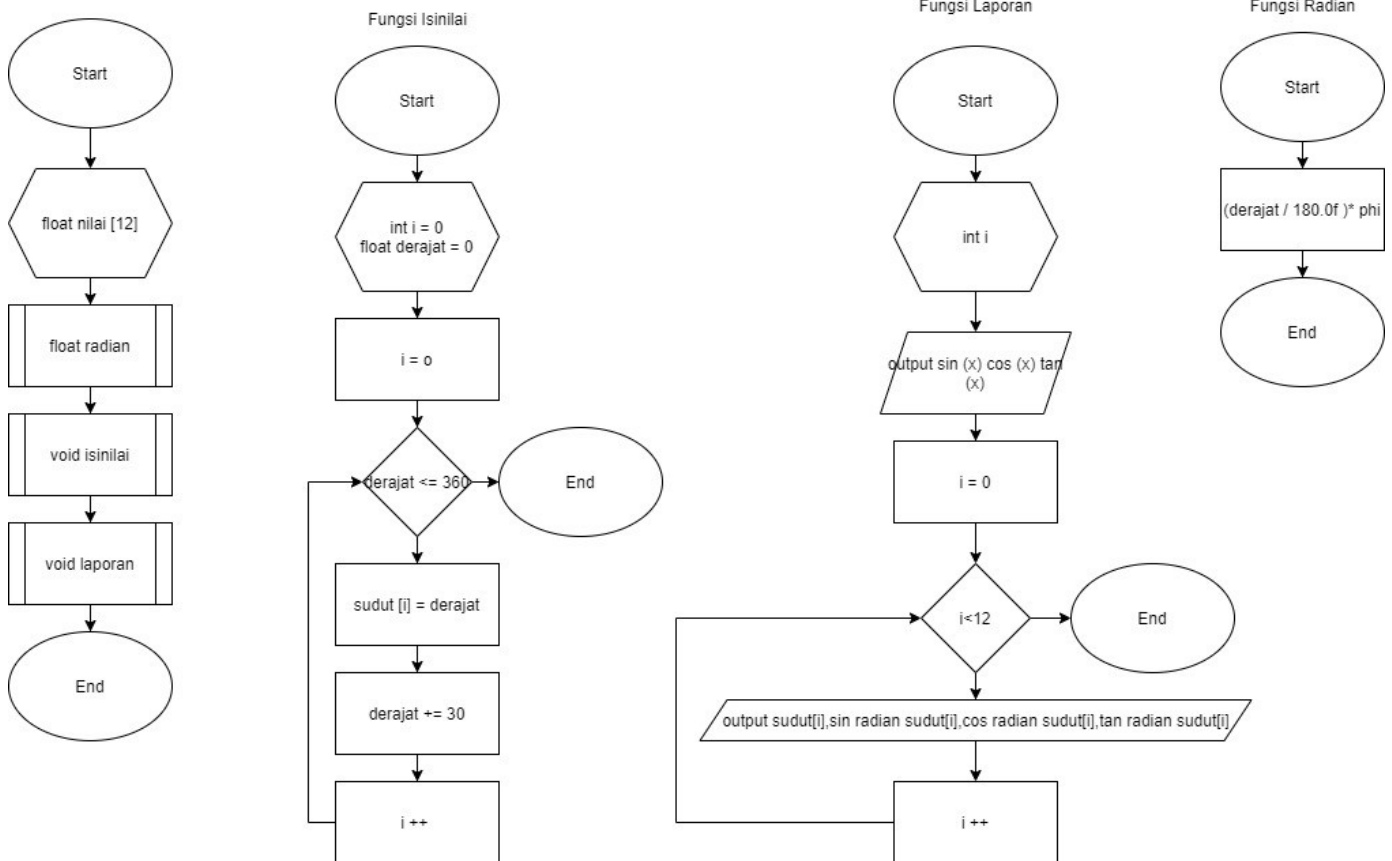 Start
float nilai [12]
float radian
void isinilai
void laporan
End
Fungsi Isinilai
Start
int i = 0
float derajat = 0
i = o
derajat <= 360
End
sudut [i] = derajat
derajat += 30
i ++
Fungsi Laporan
Start
int i
output sin (x) cos (x) tan
(x)
i = 0
i<12
End
output sudut[i],sin radian sudut[i],cos radian sudut[i],tan radian sudut[i]
i ++
Fungsi Radian
Start
(derajat / 180.0f )* phi
End